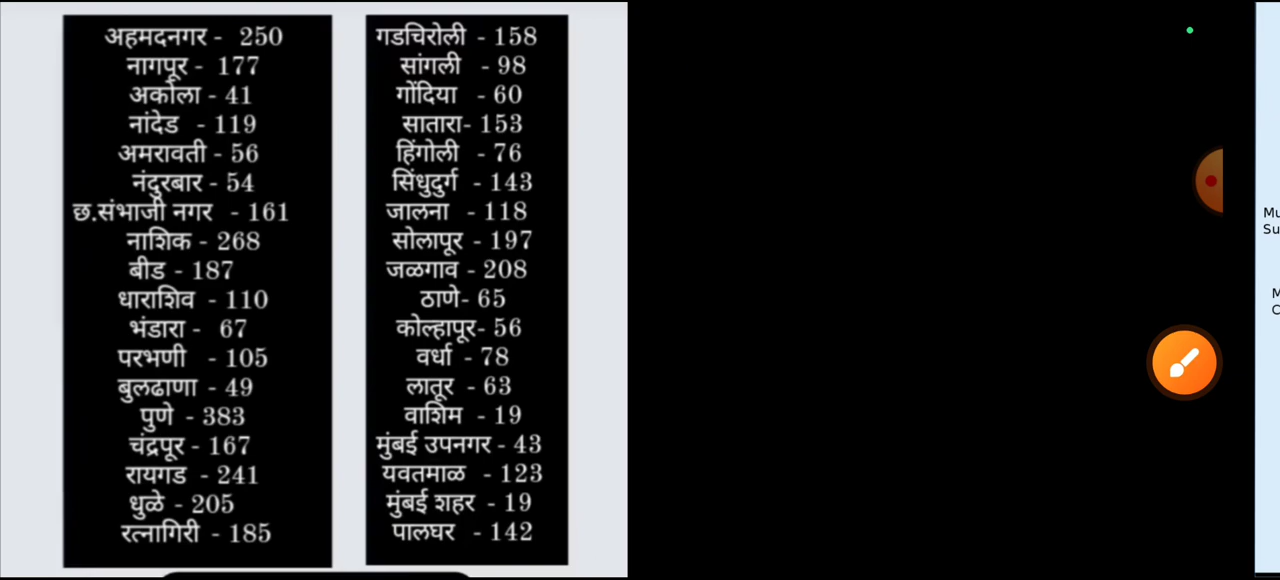 अहमदनगर - 250
नागपूर - 177
अकोला - 41
नांदेड - 119
अमरावती - 56
नंदुरबार - 54
छ.संभाजी नगर - 161
नाशिक - 268
बीड - 187
धाराशिव - 110
भंडारा - 67
परभणी - 105
बुलढाणा - 49
पुणे - 383
चंद्रपूर - 167
रायगड - 241
धुळे - 205
रत्नागिरी - 185
गडचिरोली - 158
सांगली - 98
गोंदिया - 60
सातारा- 153
हिंगोली - 76
सिंधुदुर्ग - 143
जालना - 118
सोलापूर - 197
जळगाव - 208
ठाणे- 65
कोल्हापूर- 56
वर्धा - 78
लातूर - 63
वाशिम - 19
मुंबई उपनगर - 43
यवतमाळ - 123
मुंबई शहर - 19
पालघर - 142
Mu
Su
M
C